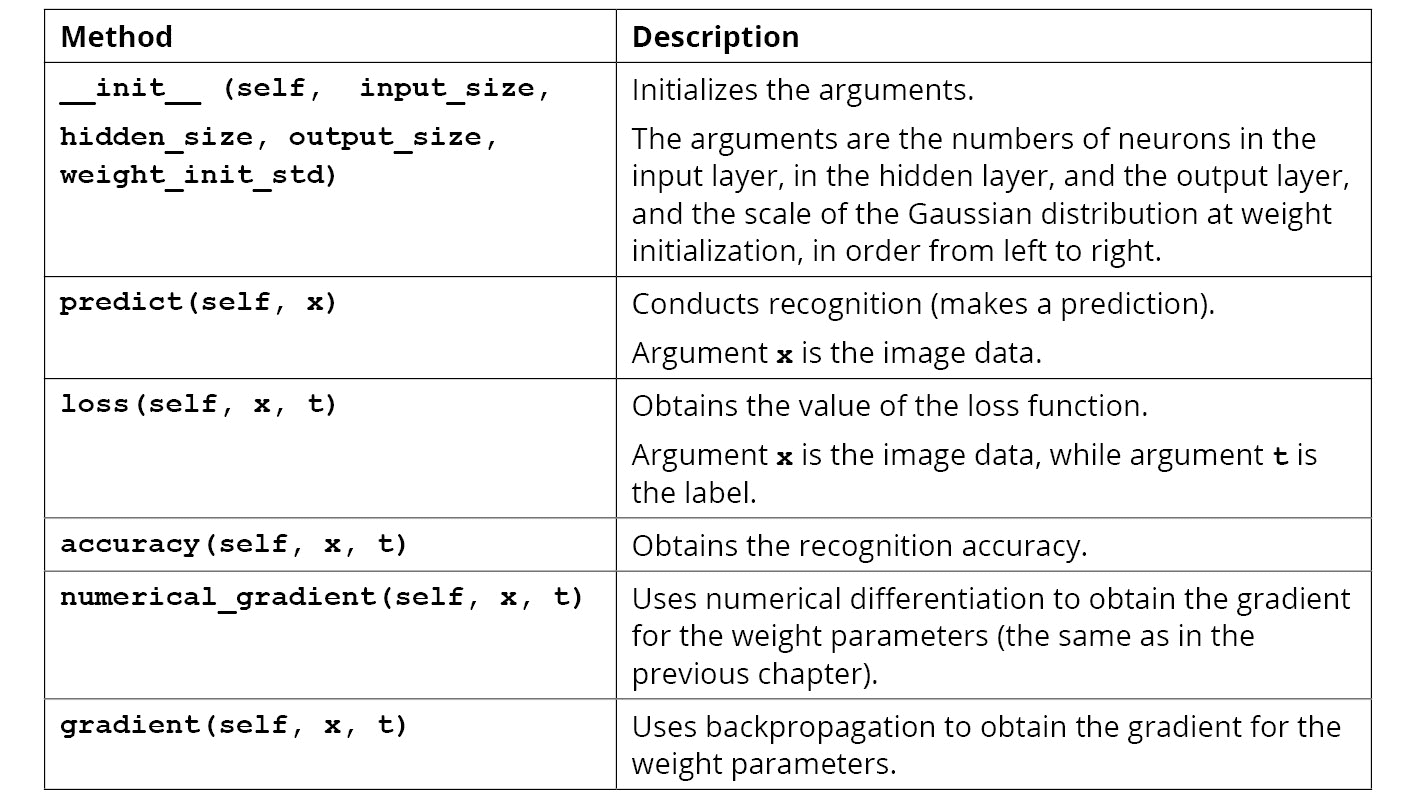 Method
Description
__init__ (self, input_size,
hidden_size, output_size,
weight_init_std)
Initializes the arguments.
The arguments are the numbers of neurons in the
input layer, in the hidden layer, and the output layer,
and the scale of the Gaussian distribution at weight
initialization, in order from left to right.
predict(self, x)
Conducts recognition (makes a prediction).
Argument x is the image data.
loss(self, x, t)
Obtains the value of the loss function.
Argument x is the image data, while argument t is
the label.
accuracy(self, x, t)
Obtains the recognition accuracy.
numerical_gradient(self, x, t)
Uses numerical differentiation to obtain the gradient
for the weight parameters (the same as in the
previous chapter).
gradient(self, x, t)
Uses backpropagation to obtain the gradient for the
weight parameters.